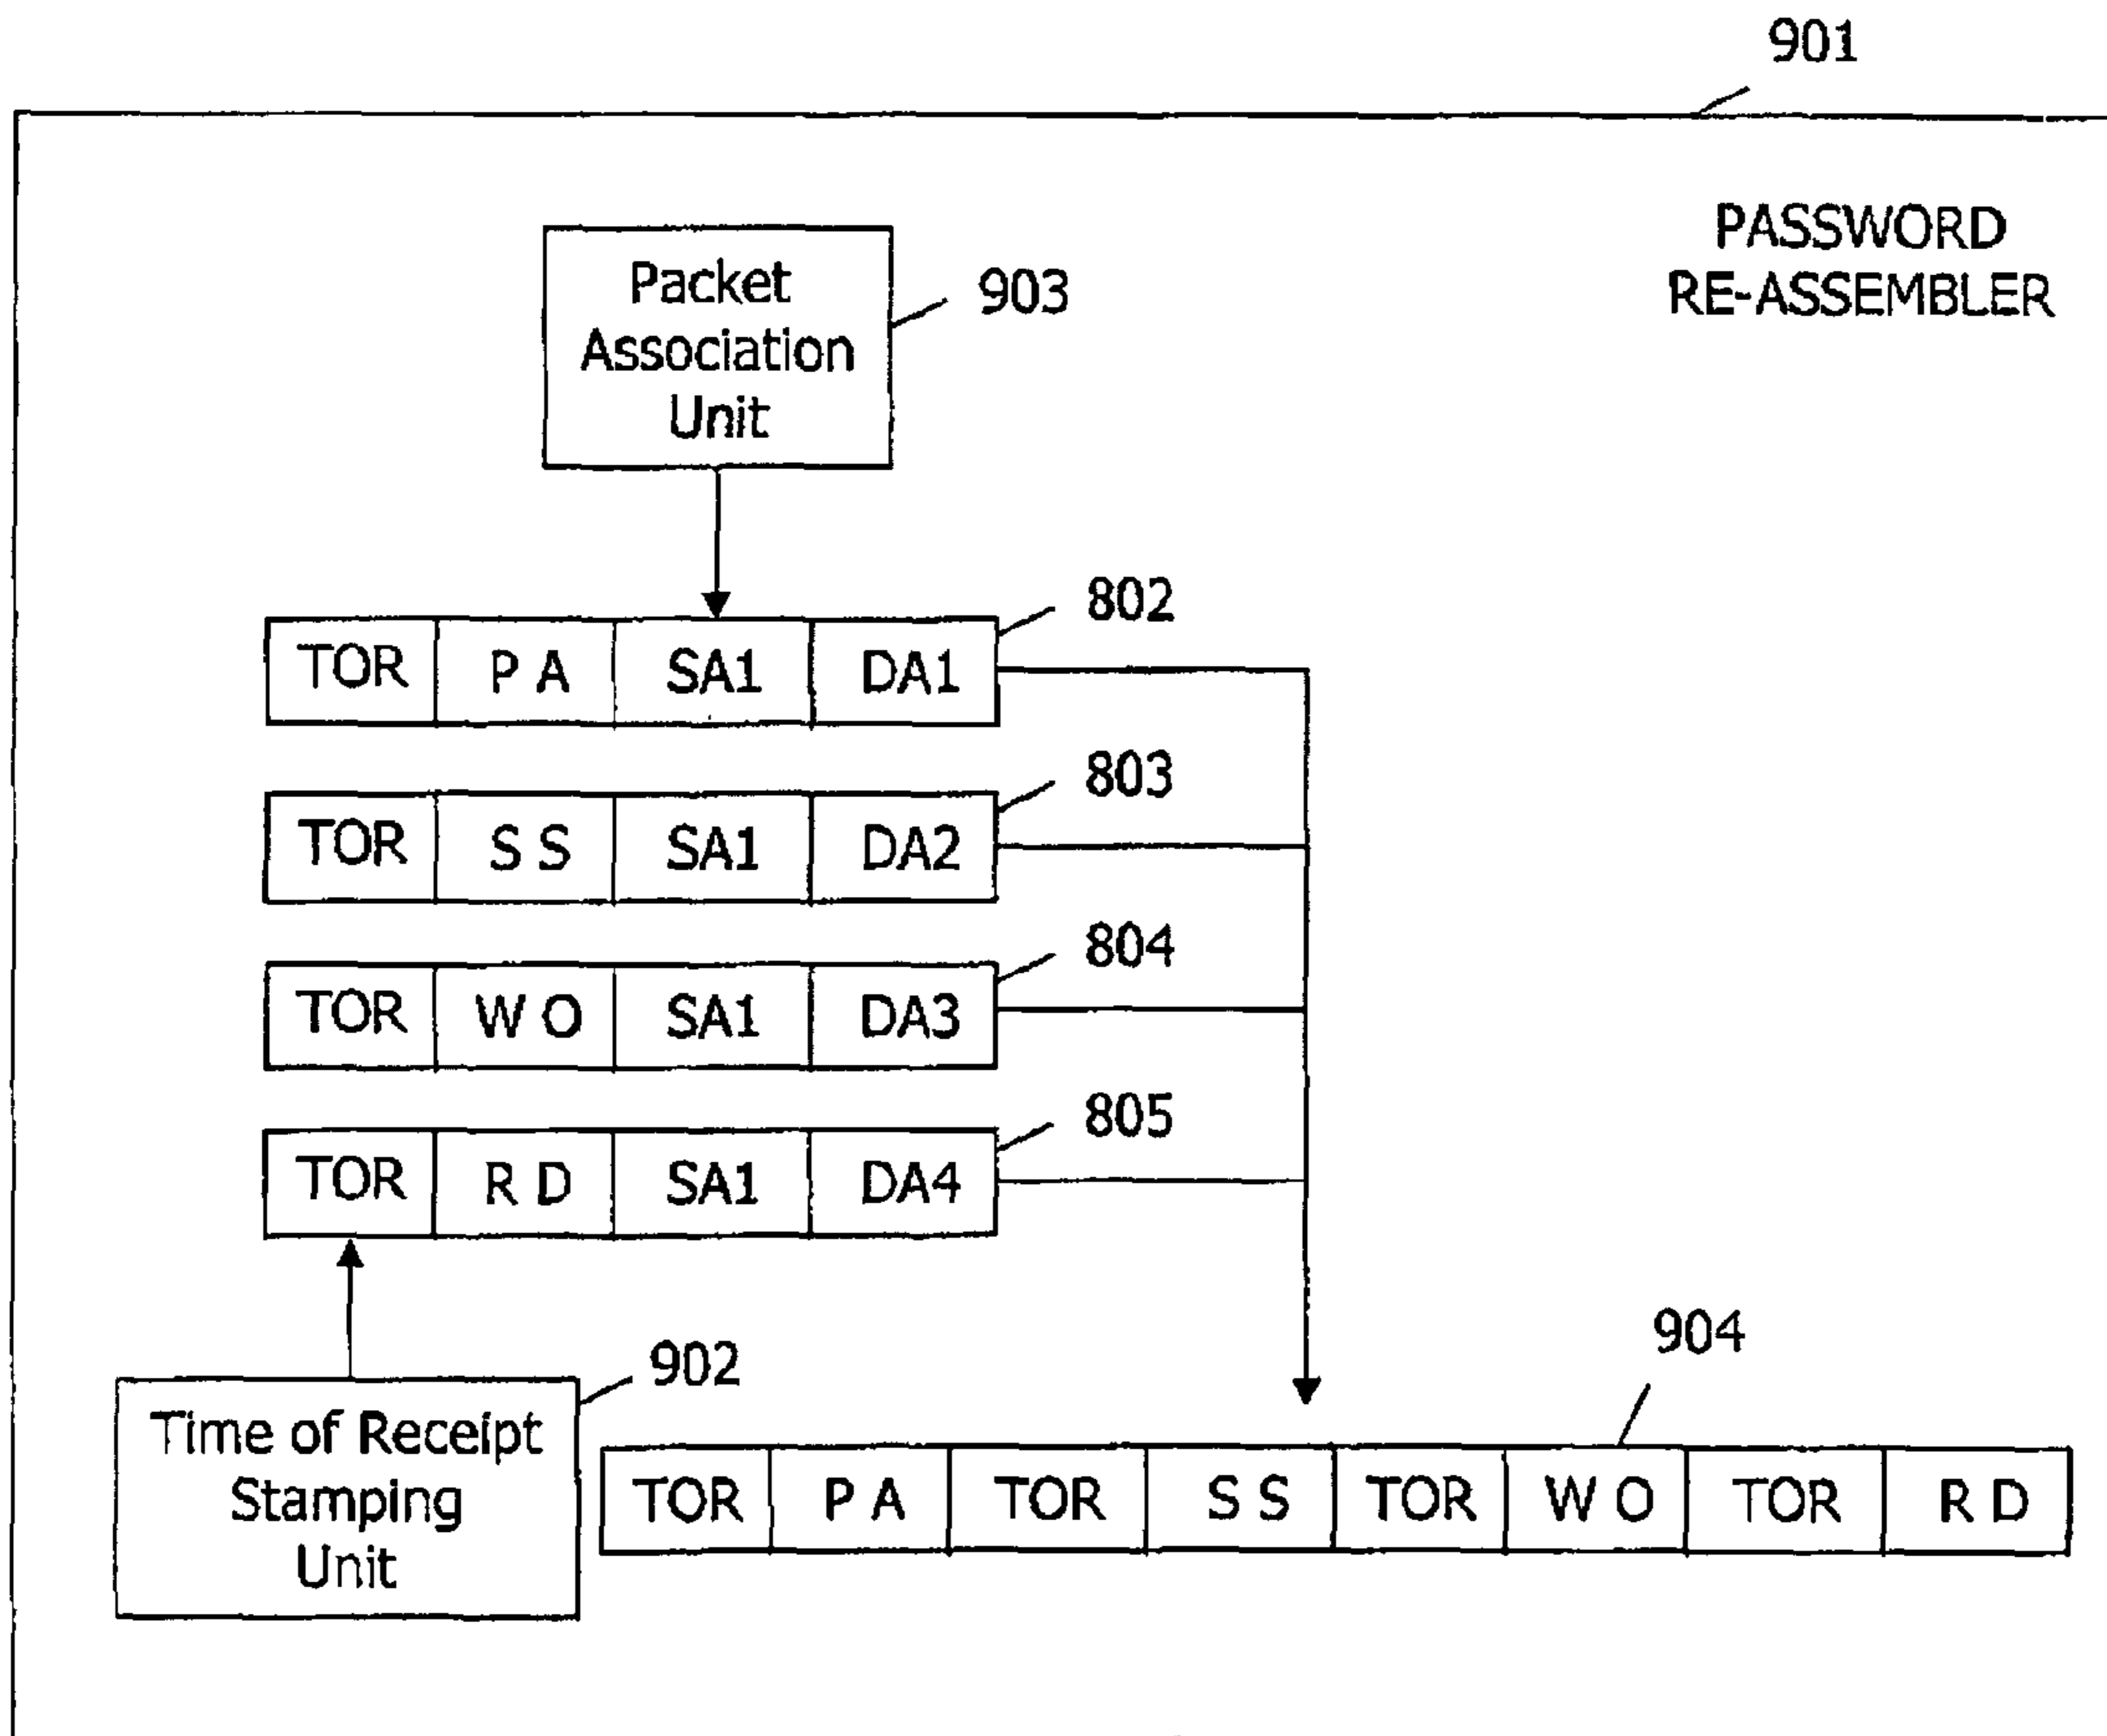 901
PASSWORD
RE-ASSEMBLER
Packet
Association
Unit
903
802
TOR P A SA1 DA1
803
TOR S S SA1 DA2
804
TOR W O SA1 DA3
805
TOR R D SA1 DA4
902
Time of Receipt
Stamping
Unit
904
TOR P A TOR S S TOR W O TOR R D